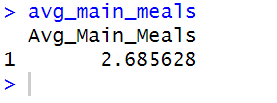 > avg_main_meals
  Avg_Main_Meals
1       2.685628
>